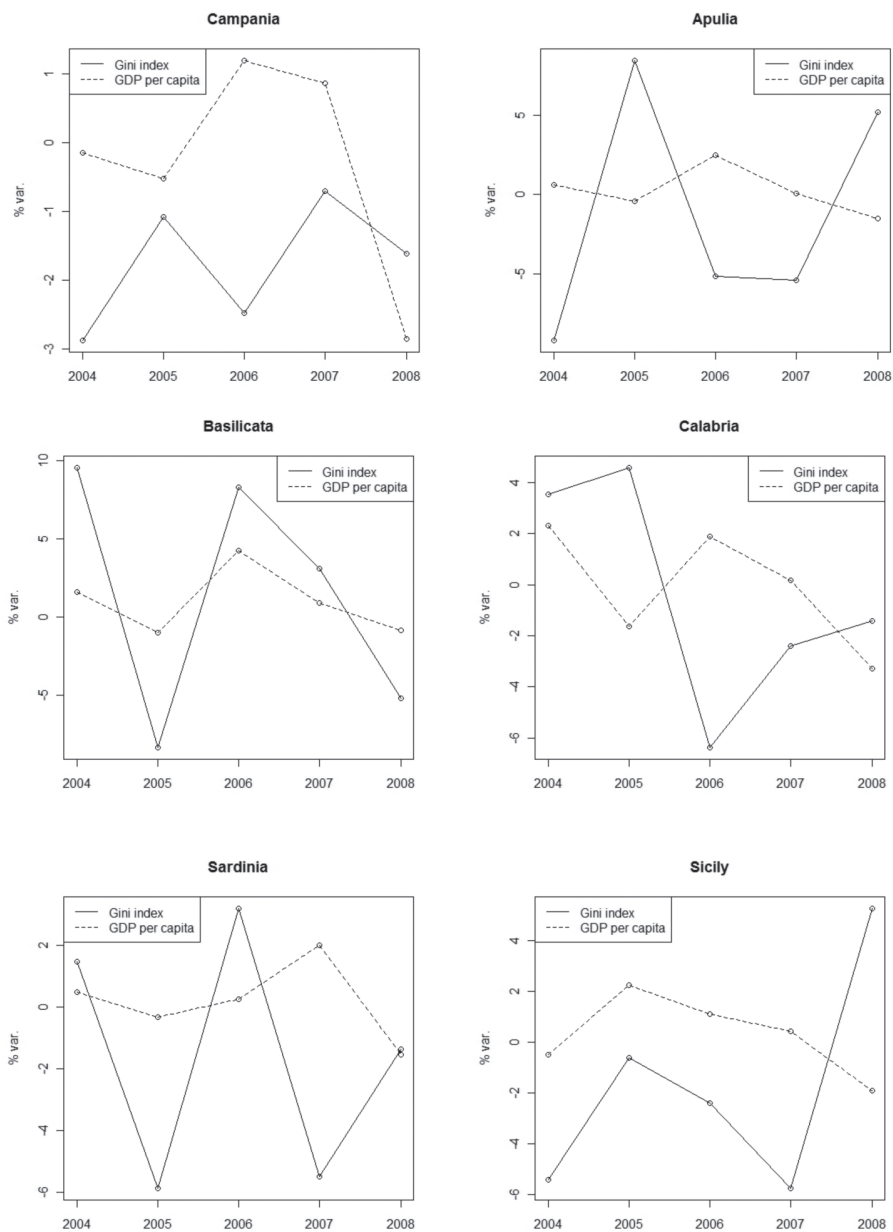 Campania
Gini index
GDP per capita
% var.
1
0
-1
-2
-3
2004 2005 2006 2007 2008
Apulia
Gini index
GDP per capita
% var.
5
0
-5
2004 2005 2006 2007 2008
Basilicata
Gini index
GDP per capita
% var.
10
5
0
-5
2004 2005 2006 2007 2008
Calabria
Gini index
GDP per capita
% var.
4
2
0
-2
-4
-6
2004 2005 2006 2007 2008
Sardinia
Gini index
GDP per capita
% var.
2
0
-2
-4
-6
2004 2005 2006 2007 2008
Sicily
Gini index
GDP per capita
% var.
4
2
0
-2
-4
-6
2004 2005 2006 2007 2008